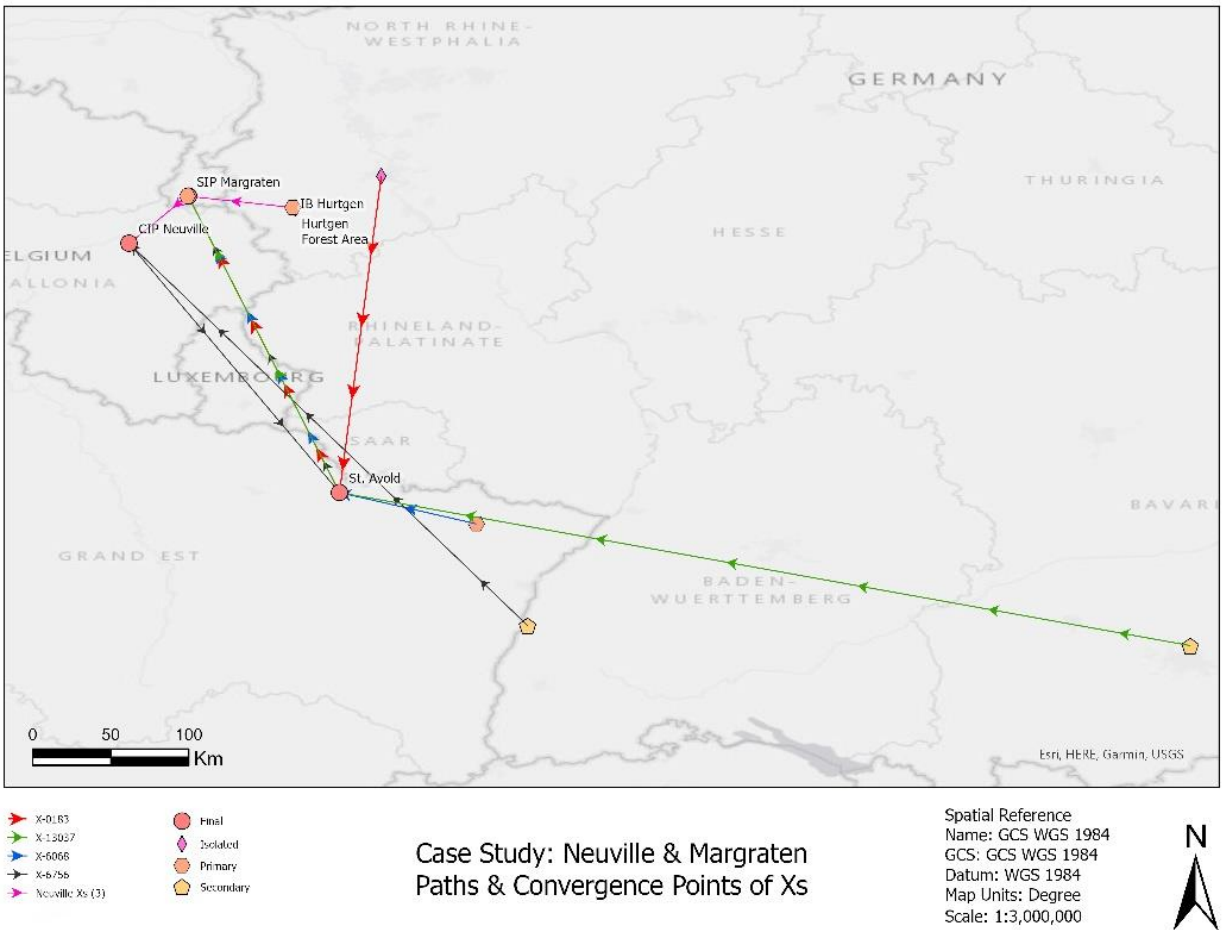 NORTH RHINE-
WESTPHALIA
GERMANY
THURINGIA
SIP Margraten
IB Hurtgen
Hurtgen
Forest Area
CIP Neuville
HESSE
ELGIUM
ALLONIA
RHINELAND-
PALATINATE
LUXEMBOURG
SAAR
St. Avold
BAVARI
GRAND EST
BADEN-
WUERTTEMBERG
0 50 100
Km
Esri, HERE, Garmin, USGS
X-0183
X-13037
X-6068
X-6756
Neuville Xs (3)
Final
Isolated
Primary
Secondary
Case Study: Neuville & Margraten
Paths & Convergence Points of Xs
Spatial Reference
Name: GCS WGS 1984
GCS: GCS WGS 1984
Datum: WGS 1984
Map Units: Degree
Scale: 1:3,000,000
N